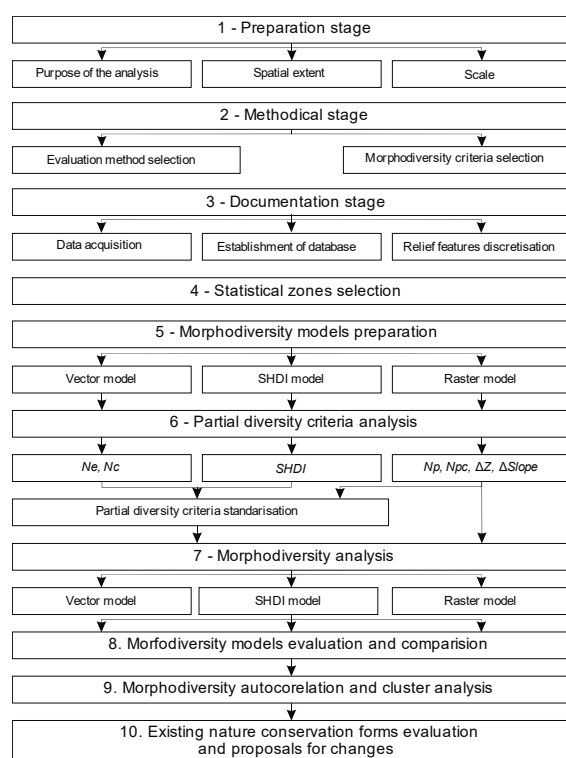 1 - Preparation stage
Purpose of the analysis
Spatial extent
Scale
2 - Methodical stage
Evaluation method selection
Morphodiversity criteria selection
3 - Documentation stage
Data acquisition
Establishment of database
Relief features discretisation
4 - Statistical zones selection
5 - Morphodiversity models preparation
Vector model
SHDI model
Raster model
6 - Partial diversity criteria analysis
Ne, Nc
SHDI
Np, Npc, ΔZ, ΔSlope
Partial diversity criteria standarisation
7 - Morphodiversity analysis
Vector model
SHDI model
Raster model
8. Morfodiversity models evaluation and comparision
9. Morphodiversity autocorelation and cluster analysis
10. Existing nature conservation forms evaluation
and proposals for changes